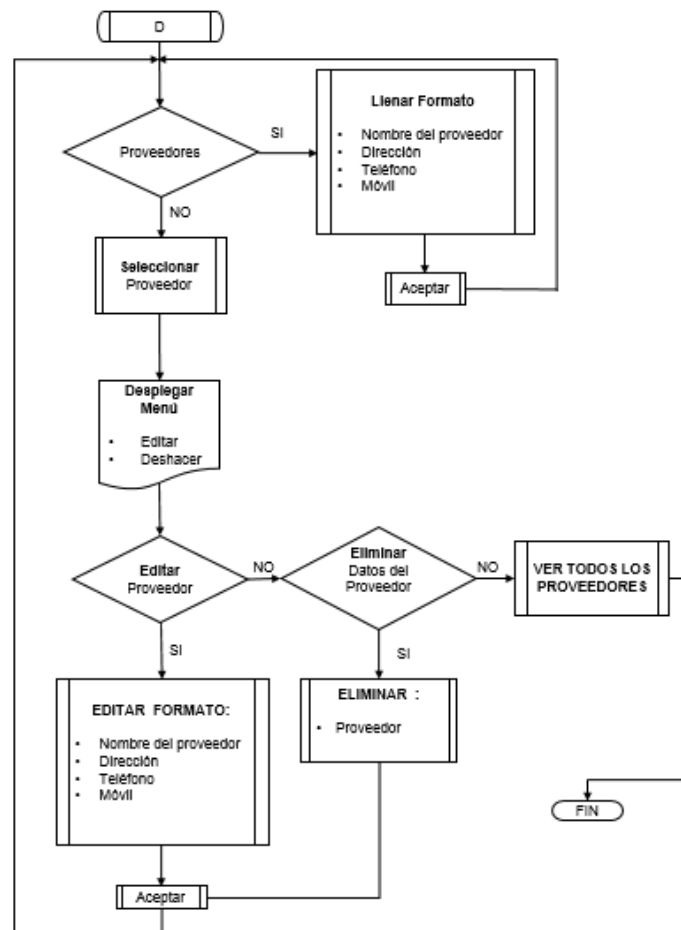 D
Proveedores
SI
Llenar Formato
▪ Nombre del proveedor
▪ Dirección
▪ Teléfono
▪ Móvil
NO
Seleccionar
Proveedor
Aceptar
Desplegar
Menú
▪ Editar
▪ Deshacer
Editar
Proveedor
NO
Eliminar
Datos del
Proveedor
NO
VER TODOS LOS
PROVEEDORES
SI
SI
EDITAR FORMATO:
▪ Nombre del proveedor
▪ Dirección
▪ Teléfono
▪ Móvil
ELIMINAR :
▪ Proveedor
FIN
Aceptar